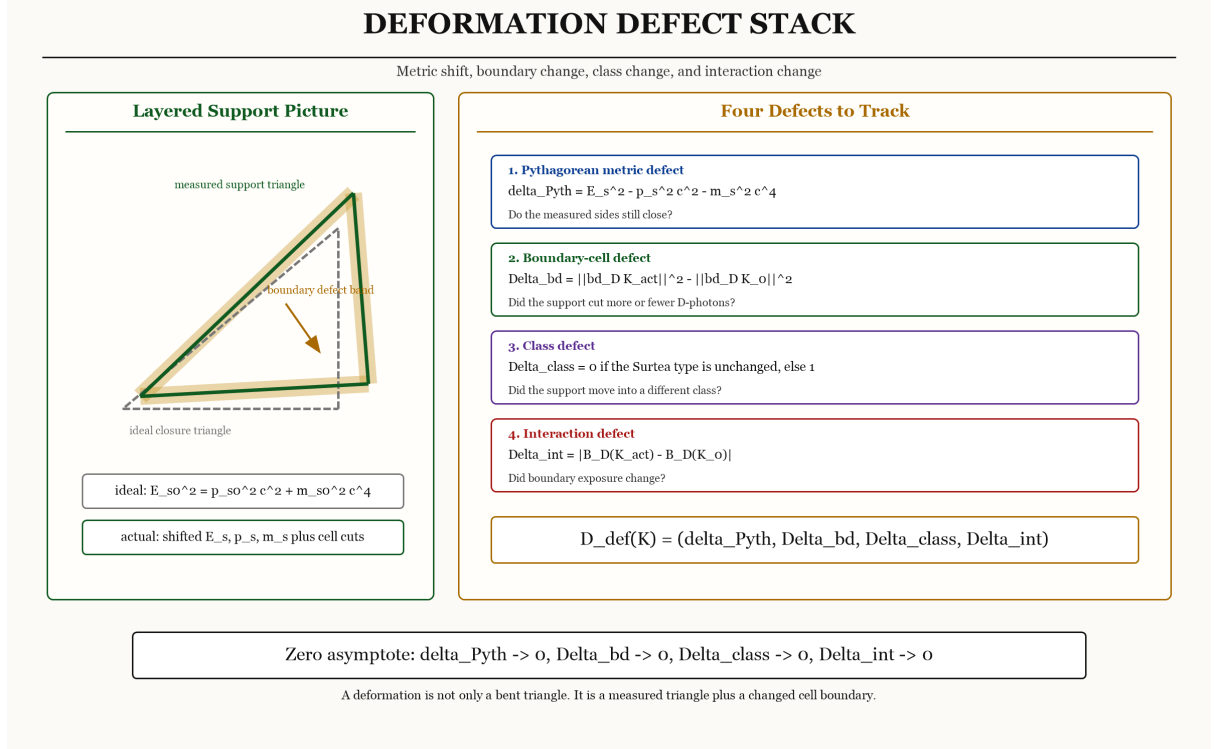 DEFORMATION DEFECT STACK
Metric shift, boundary change, class change, and interaction change
Layered Support Picture
measured support triangle
boundary defect band
ideal closure triangle
ideal: E_s0^2 = p_s0^2 c^2 + m_s0^2 c^4
actual: shifted E_s, p_s, m_s plus cell cuts
Four Defects to Track
1. Pythagorean metric defect
delta_Pyth = E_s^2 - p_s^2 c^2 - m_s^2 c^4
Do the measured sides still close?
2. Boundary-cell defect
Delta_bd = ||bd_D K_act||^2 - ||bd_D K_0||^2
Did the support cut more or fewer D-photons?
3. Class defect
Delta_class = 0 if the Surtea type is unchanged, else 1
Did the support move into a different class?
4. Interaction defect
Delta_int = |B_D(K_act) - B_D(K_0)|
Did boundary exposure change?
D_def(K) = (delta_Pyth, Delta_bd, Delta_class, Delta_int)
Zero asymptote: delta_Pyth -> 0, Delta_bd -> 0, Delta_class -> 0, Delta_int -> 0
A deformation is not only a bent triangle. It is a measured triangle plus a changed cell boundary.